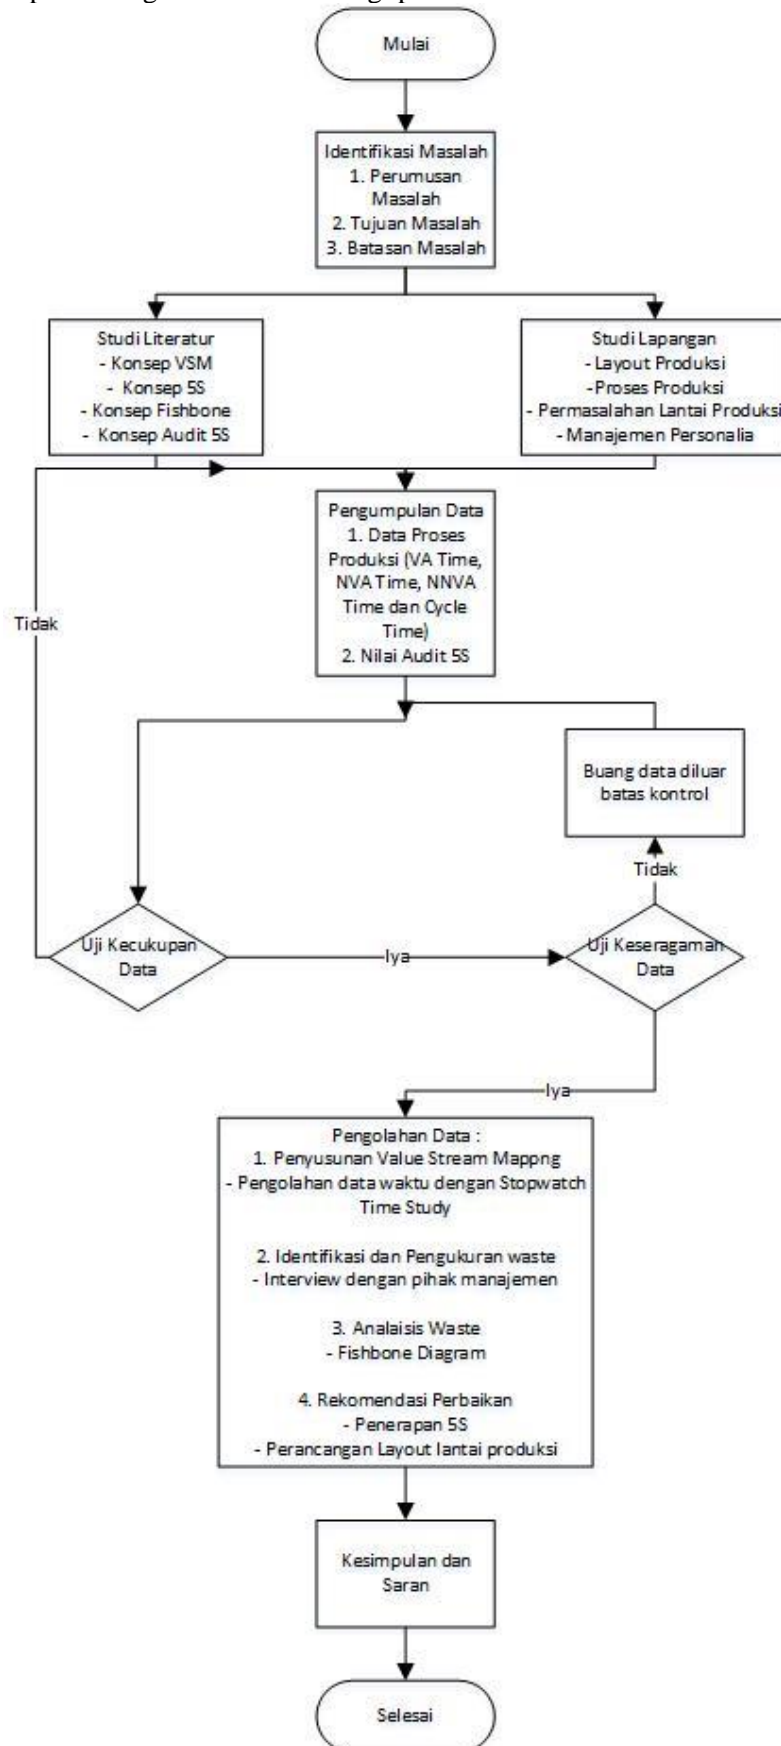 Mulai
Identifikasi Masalah
1. Perumusan
Masalah
2. Tujuan Masalah
3. Batasan Masalah
Studi Literatur
- Konsep VSM
- Konsep 5S
- Konsep Fishbone
- Konsep Audit 5S
Studi Lapangan
- Layout Produksi
-Proses Produksi
- Permasalahan Lantai Produksi
- Manajemen Personalia
Pengumpulan Data
1. Data Proses
Produksi (VA Time,
NVA Time, NNVA
Time dan Cycle
Time)
2. Nilai Audit 5S
Tidak
Buang data diluar
batas kontrol
Tidak
Uji Kecukupan
Data
Iya
Uji Keseragaman
Data
Iya
Pengolahan Data :
1. Penyusunan Value Stream Mappng
- Pengolahan data waktu dengan Stopwatch
Time Study
2. Identifikasi dan Pengukuran waste
- Interview dengan pihak manajemen
3. Analaisis Waste
- Fishbone Diagram
4. Rekomendasi Perbaikan
- Penerapan 5S
- Perancangan Layout lantai produksi
Kesimpulan dan
Saran
Selesai